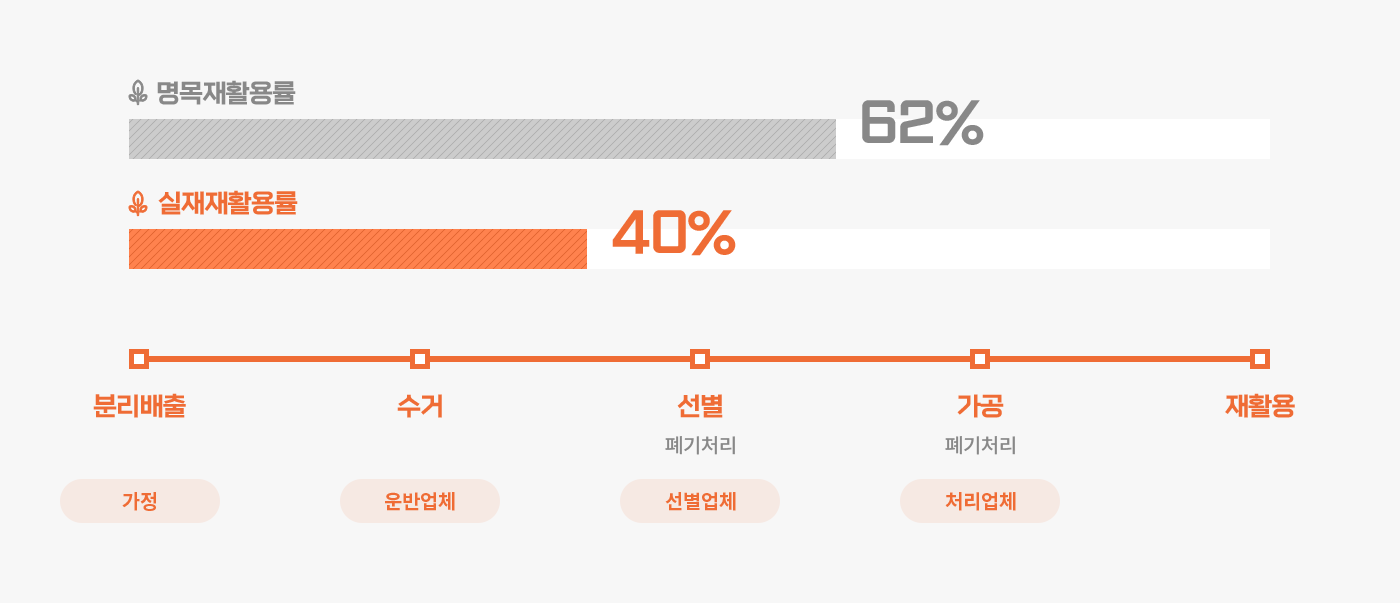 명목재활용률
62%
실재재활용률
40%
분리배출 수거 선별 가공 재활용
폐기처리 폐기처리
가정 운반업체 선별업체 처리업체